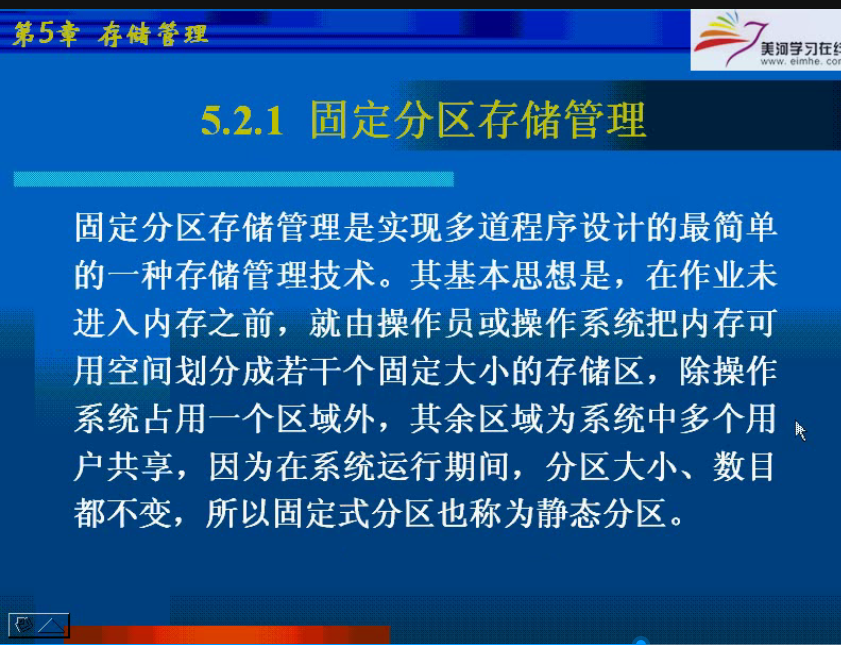 第5章 存储管理
美河学习在线
www.eimhe.com
5.2.1 固定分区存储管理
固定分区存储管理是实现多道程序设计的最简单
的一种存储管理技术。其基本思想是，在作业未
进入内存之前，就由操作员或操作系统把内存可
用空间划分成若干个固定大小的存储区，除操作
系统占用一个区域外，其余区域为系统中多个用
户共享，因为在系统运行期间，分区大小、数目
都不变，所以固定式分区也称为静态分区。